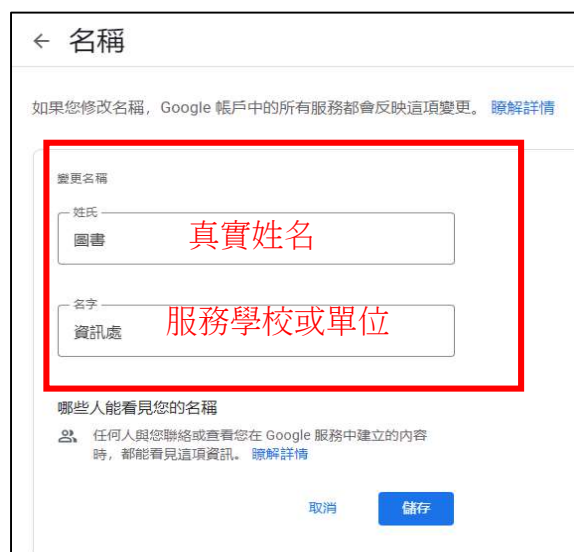 ← 名稱
如果您修改名稱，Google 帳戶中的所有服務都會反映這項變更。 瞭解詳情
變更名稱
姓氏
圖書 真實姓名
名字
資訊處 服務學校或單位
哪些人能看見您的名稱
任何人與您聯絡或查看您在 Google 服務中建立的內容
時，都能看見這項資訊。 瞭解詳情
取消 儲存